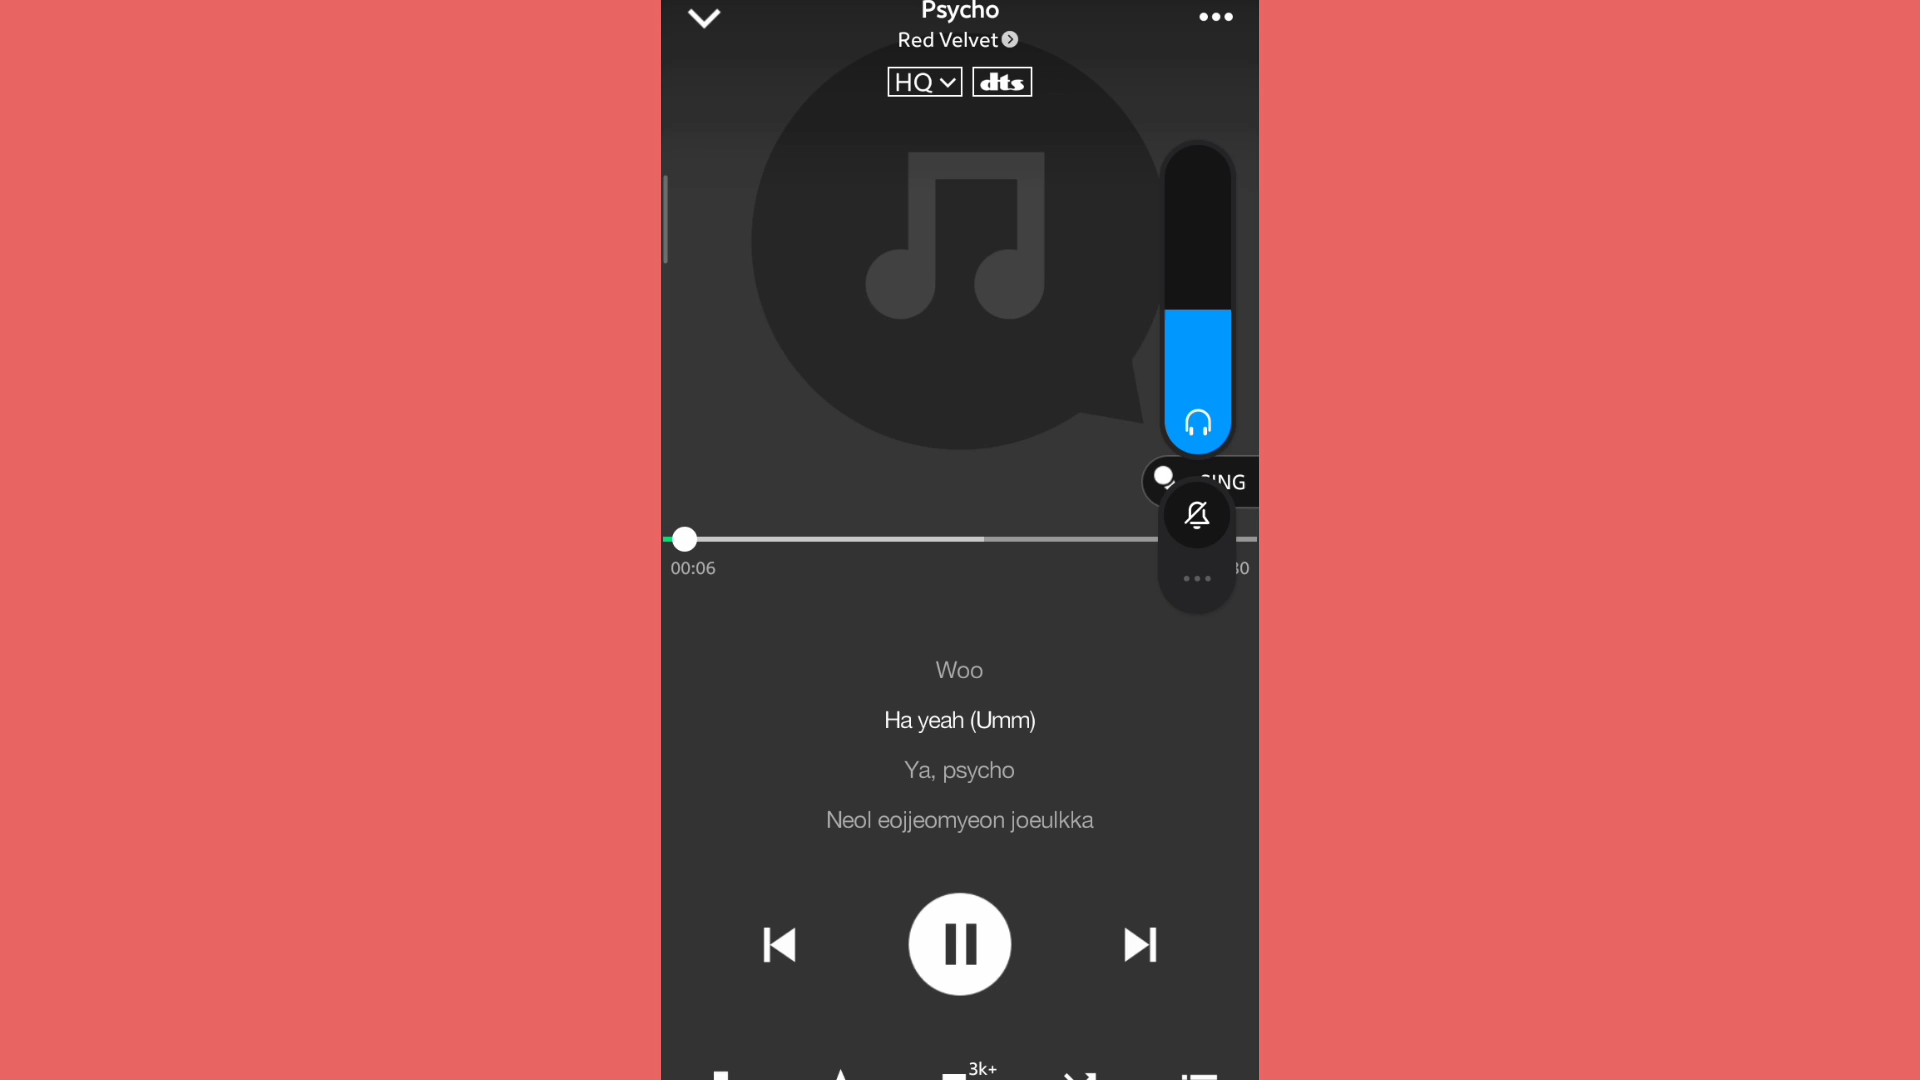 Psycho
Red Velvet
HQ
dts
00:06
Woo
Ha yeah (Umm)
Ya, psycho
Neol eojjeomyeon joeulkka
3k+